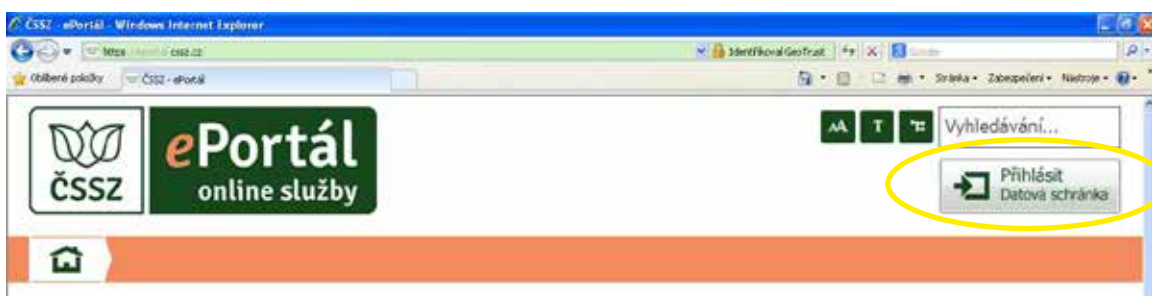 ČSSZ - ePortál - Windows Internet Explorer
https cssz.cz
Identifikoval GeoTrust
Google
Oblíbené položky
ČSSZ - ePortál
Stránka
Zabezpečení
Nástroje
AA T
Vyhledávání...
ČSSZ
ePortál
online služby
Přihlásit
Datová schránka